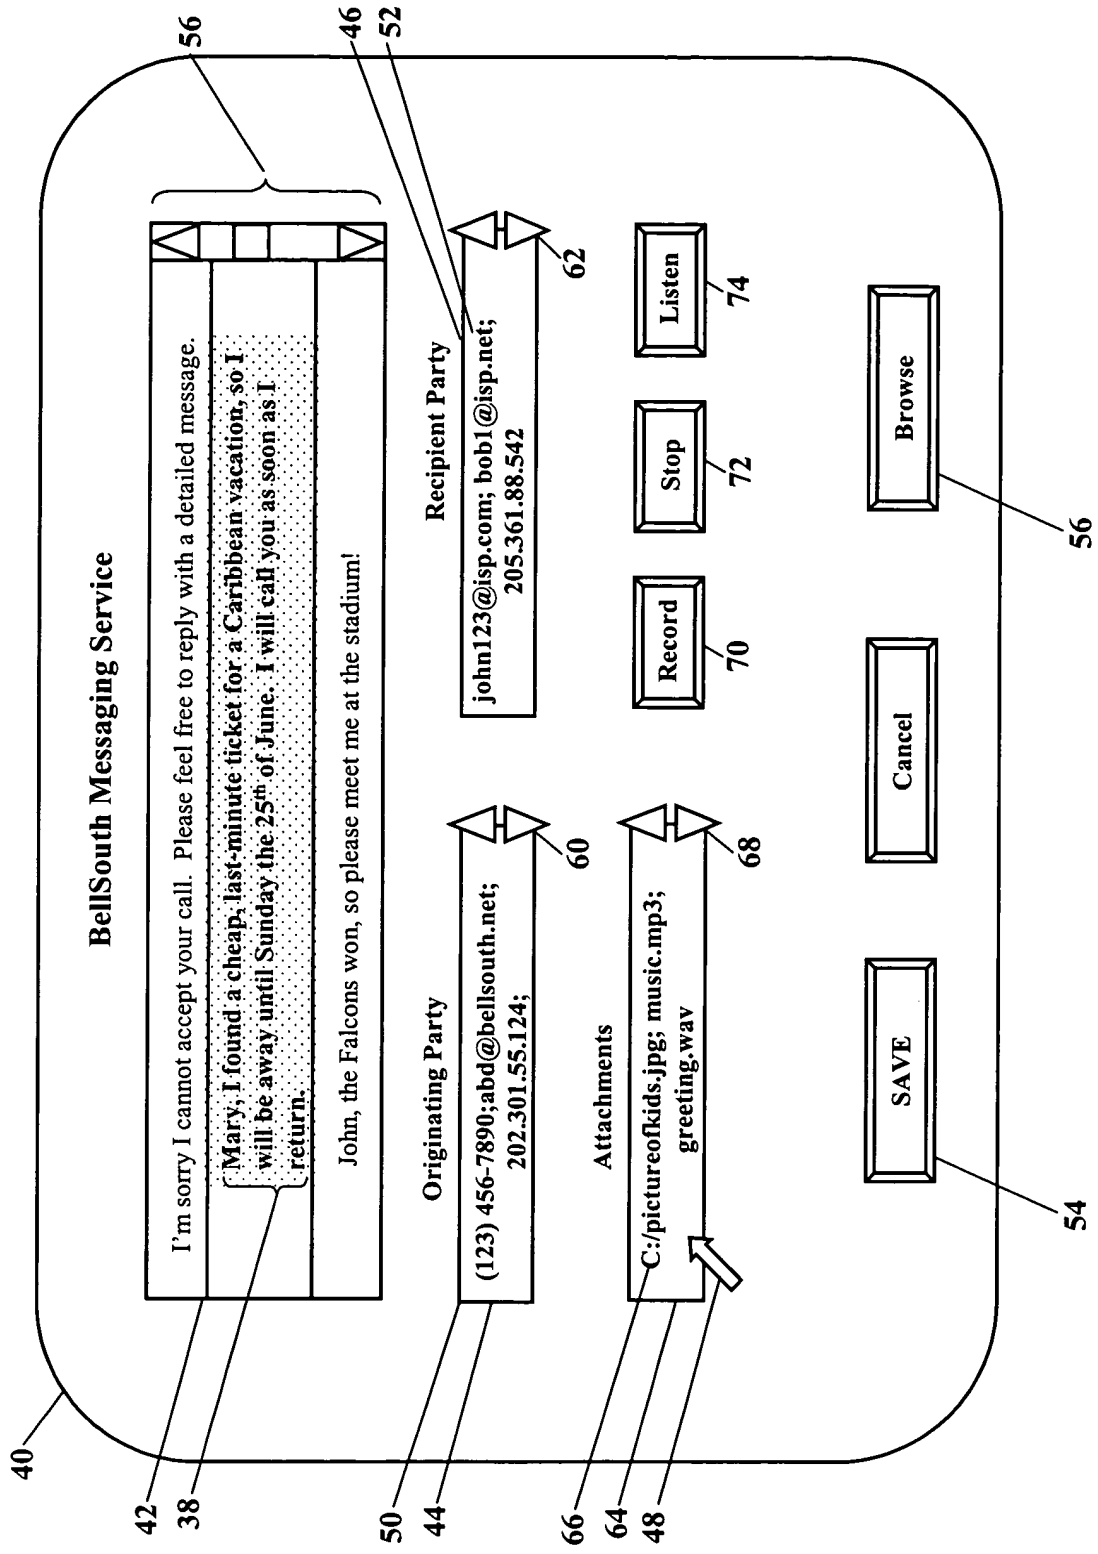 BellSouth Messaging Service
56
I'm sorry I cannot accept your call. Please feel free to reply with a detailed message.
Mary, I found a cheap, last-minute ticket for a Caribbean vacation, so I
will be away until Sunday the 25th of June. I will call you as soon as I
return.
John, the Falcons won, so please meet me at the stadium!
40
42
38
46
52
Originating Party
(123) 456-7890;abd@bellsouth.net;
202.301.55.124;
60
50
44
Recipient Party
john123@isp.com; bob1@isp.net;
205.361.88.542
62
Attachments
C:/pictureofkids.jpg; music.mp3;
greeting.wav
68
66
64
48
Record
70
Stop
72
Listen
74
SAVE
54
Cancel
Browse
56